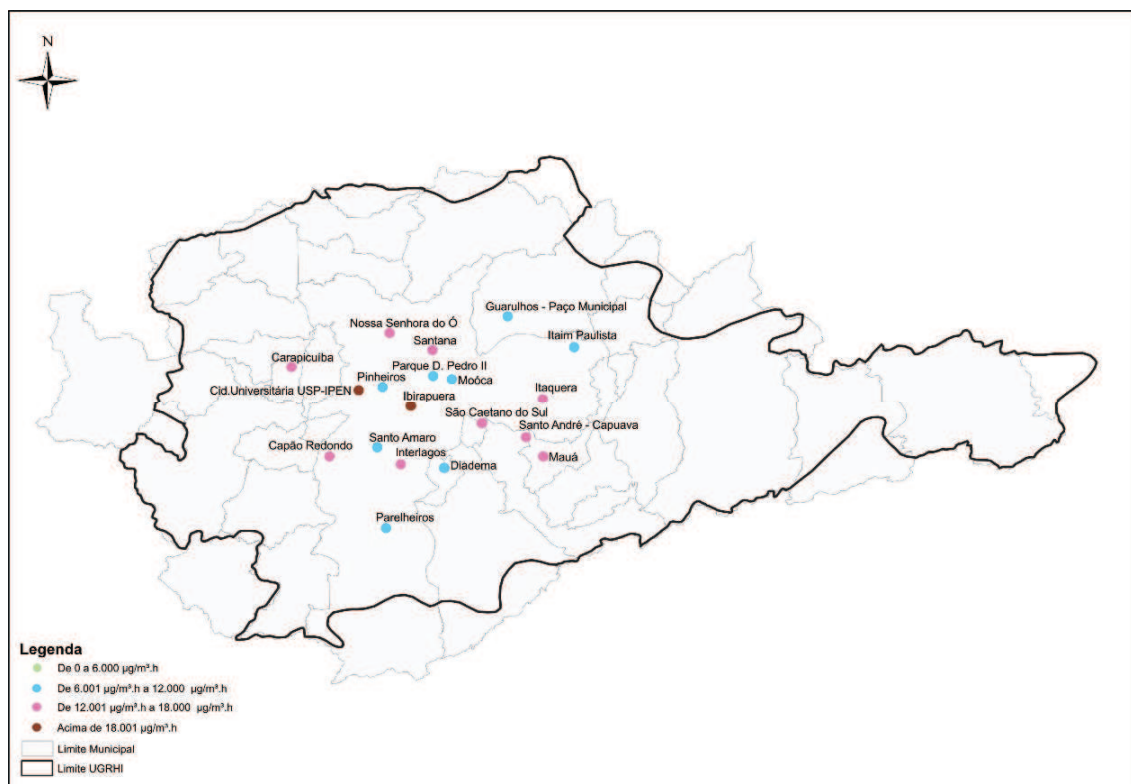 N
Guarulhos - Paço Municipal
Nossa Senhora do Ó
Itaim Paulista
Santana
Carapicuíba
Parque D. Pedro II
Pinheiros
Moóca
Cid.Universitária USP-IPEN
Itaquera
Ibirapuera
São Caetano do Sul
Santo André - Capuava
Santo Amaro
Capão Redondo
Interlagos
Mauá
Diadema
Parelheiros
Legenda
De 0 a 6.000 µg/m³.h
De 6.001 µg/m³.h a 12.000 µg/m³.h
De 12.001 µg/m³.h a 18.000 µg/m³.h
Acima de 18.001 µg/m³.h
Limite Municipal
Limite UGRHI